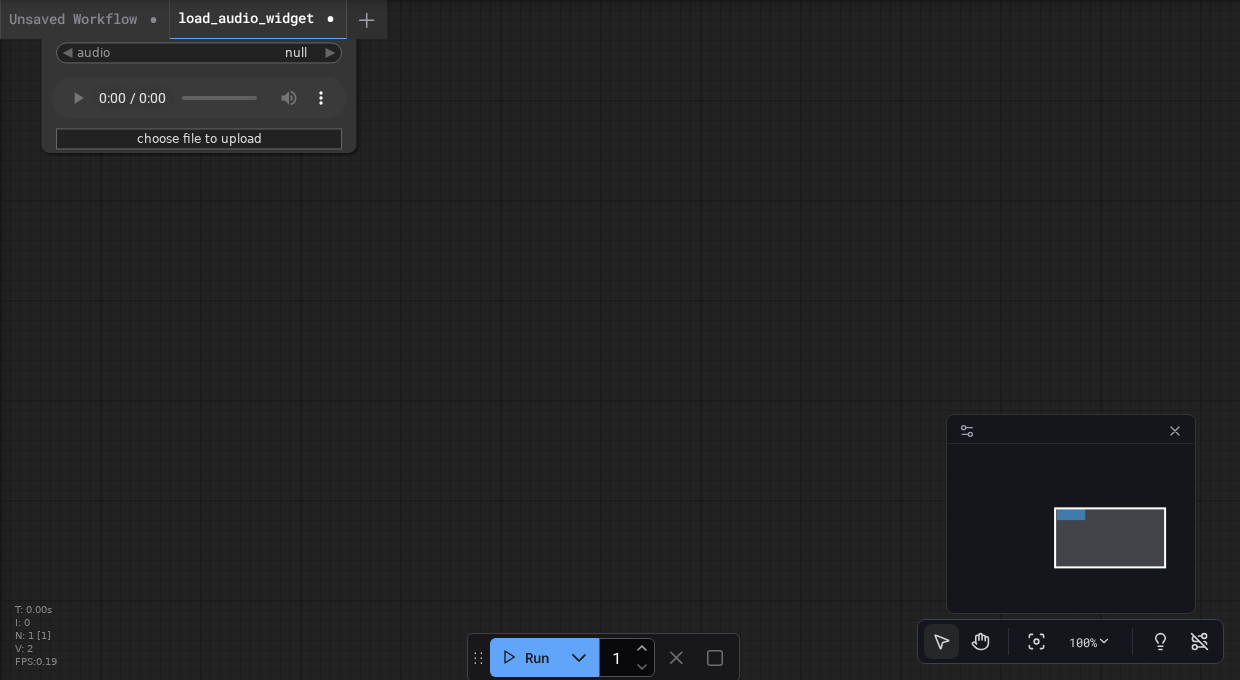 Unsaved Workflow
load_audio_widget
audio null
0:00 / 0:00
choose file to upload
T: 0.00s
I: 0
N: 1 [1]
V: 2
FPS:0.19
Run
1
100%